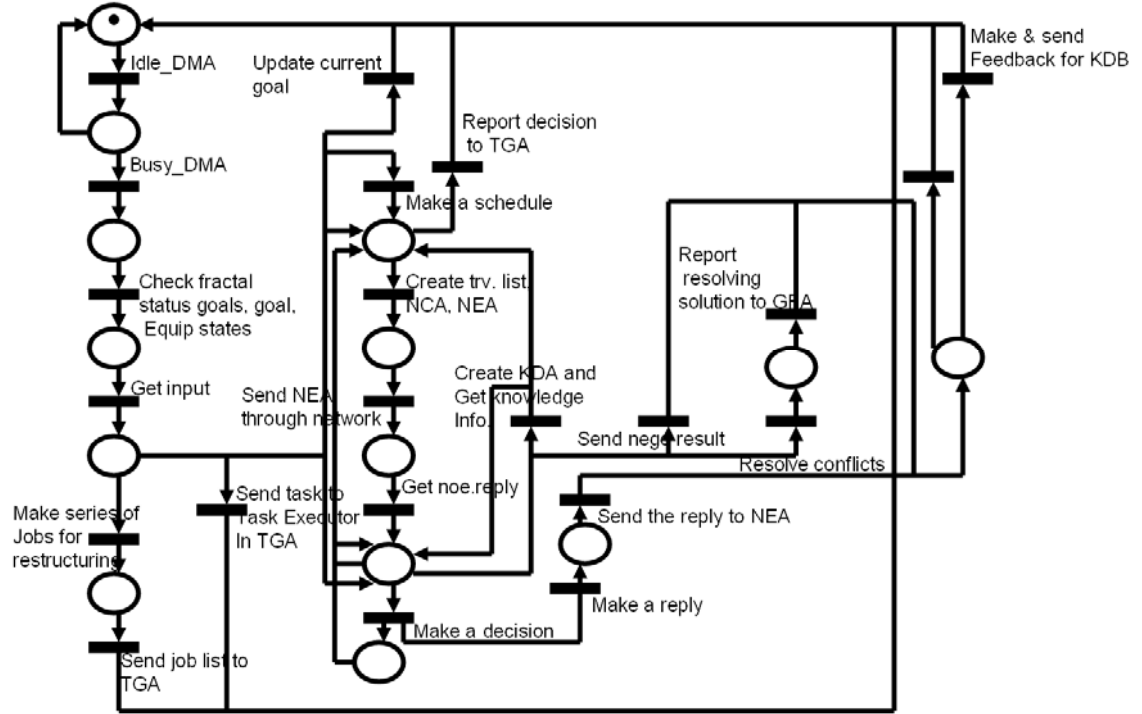 Idle_DMA
Busy_DMA
Check fractal
status goals, goal,
Equip states
Get input
Make series of
Jobs for
restructuring
Send job list to
TGA
Send task to
Task Executor
In TGA
Update current
goal
Report decision
to TGA
Make a schedule
Create trv. list.
NCA, NEA
Send NEA
through network
Get noe.reply
Make a decision
Create KDA and
Get knowledge
Info.
Send nego result
Report
resolving
solution to GFA
Resolve conflicts
Send the reply to NEA
Make a reply
Make & send
Feedback for KDB